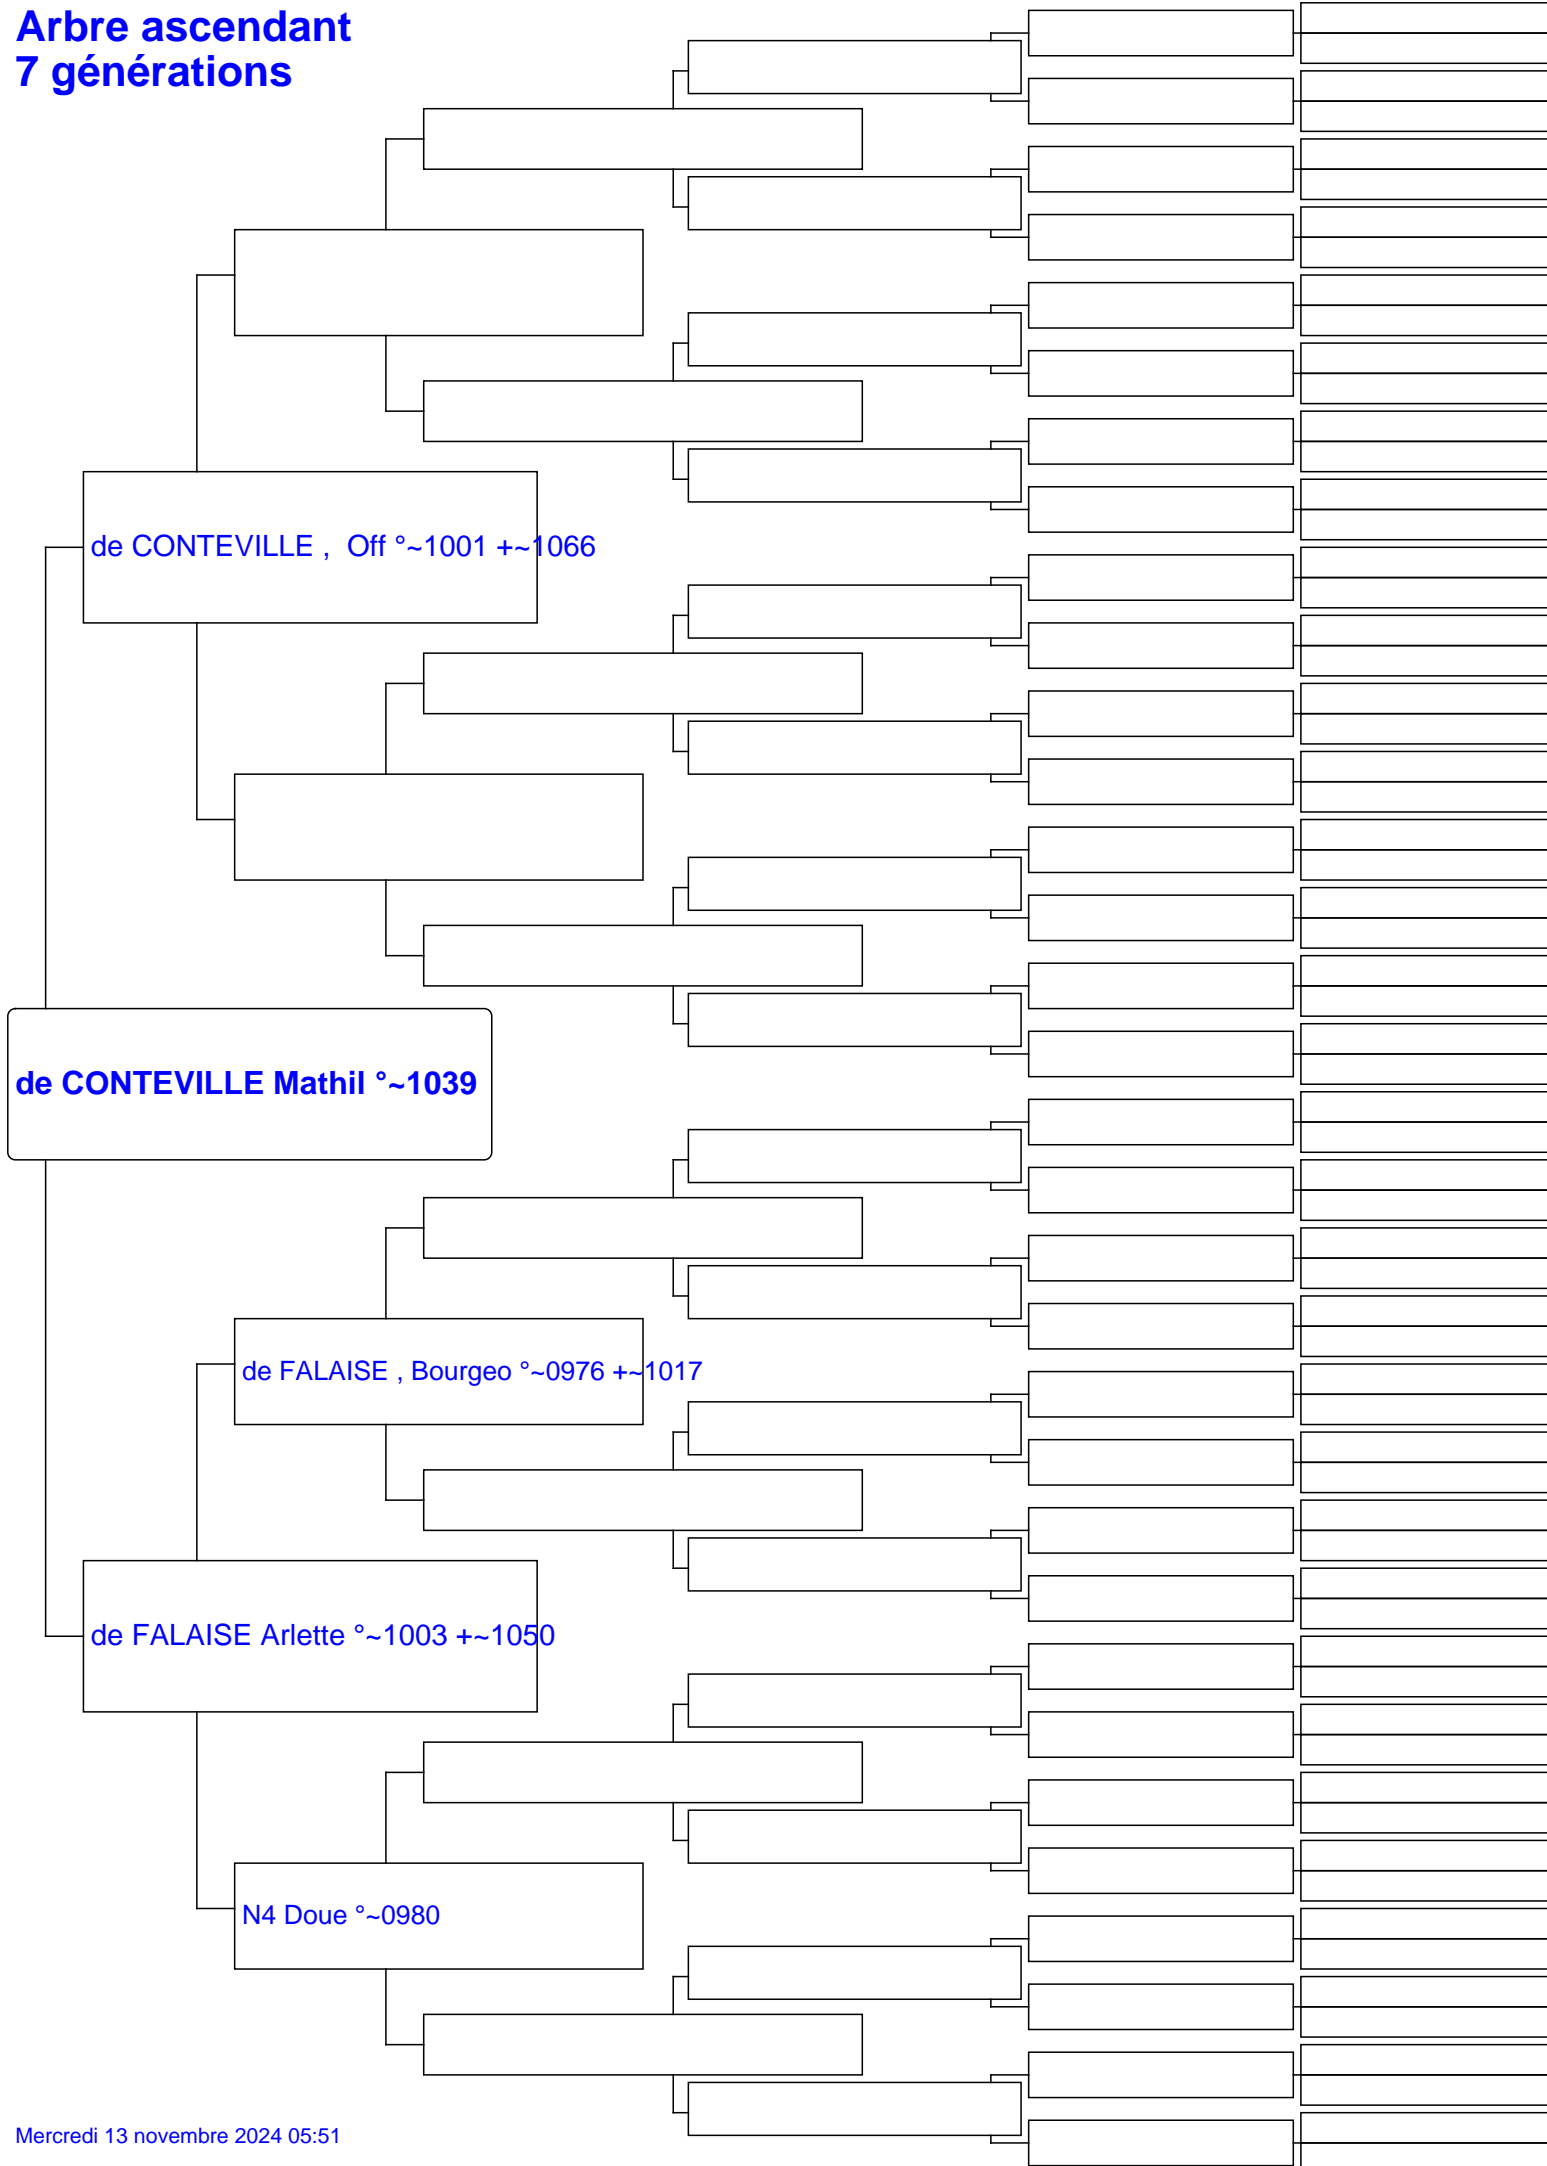 Arbre ascendant
7 générations
de CONTEVILLE ,  Off °~1001 +~1066
de CONTEVILLE Mathil °~1039
de FALAISE , Bourgeo °~0976 +~1017
de FALAISE Arlette °~1003 +~1050
N4 Doue °~0980
Mercredi 13 novembre 2024 05:51